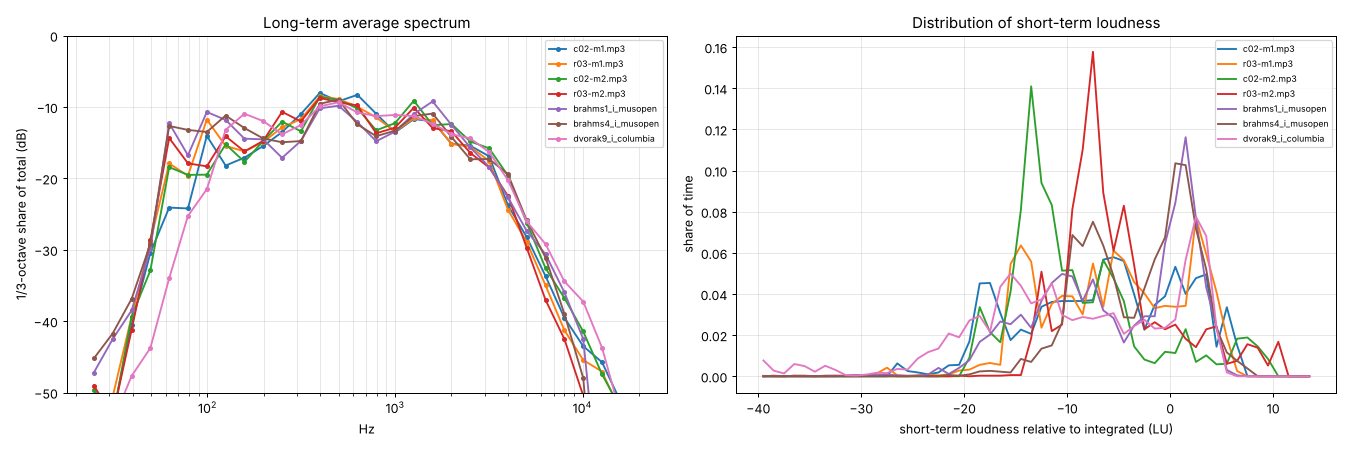 Long-term average spectrum
1/3-octave share of total (dB)
0
−10
−20
−30
−40
−50
10²
10³
10⁴
Hz
c02-m1.mp3
r03-m1.mp3
c02-m2.mp3
r03-m2.mp3
brahms1_i_musopen
brahms4_i_musopen
dvorak9_i_columbia
Distribution of short-term loudness
share of time
0.16
0.14
0.12
0.10
0.08
0.06
0.04
0.02
0.00
−40
−30
−20
−10
0
10
short-term loudness relative to integrated (LU)
c02-m1.mp3
r03-m1.mp3
c02-m2.mp3
r03-m2.mp3
brahms1_i_musopen
brahms4_i_musopen
dvorak9_i_columbia